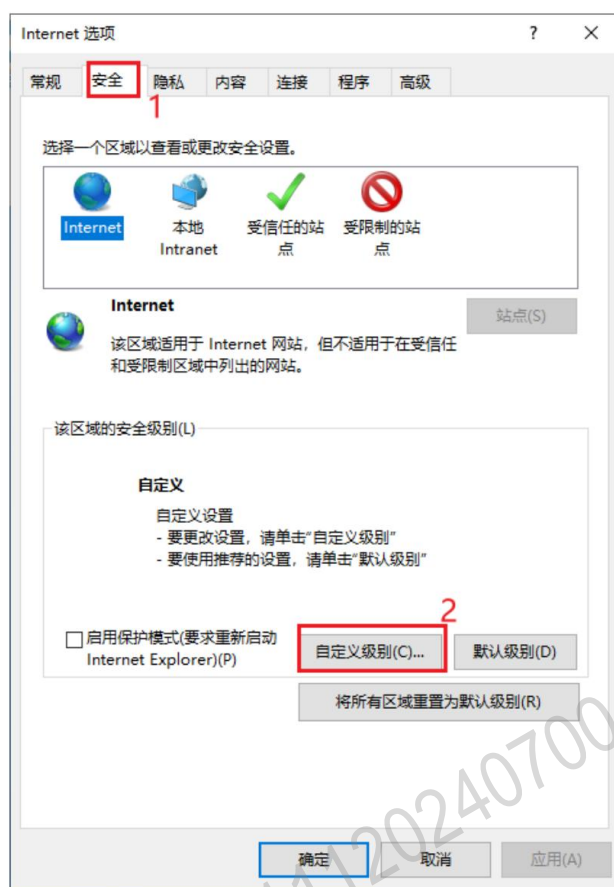 Internet 选项
?
常规 安全 隐私 内容 连接 程序 高级
1
选择一个区域以查看或更改安全设置。
Internet 本地 受信任的站 受限制的站
Intranet 点 点
Internet
站点(S)
该区域适用于 Internet 网站，但不适用于在受信任
和受限制区域中列出的网站。
该区域的安全级别(L)
自定义
自定义设置
- 要更改设置，请单击“自定义级别”
- 要使用推荐的设置，请单击“默认级别”
2
启用保护模式(要求重新启动
Internet Explorer)(P)
自定义级别(C)... 默认级别(D)
将所有区域重置为默认级别(R)
确定 取消 应用(A)